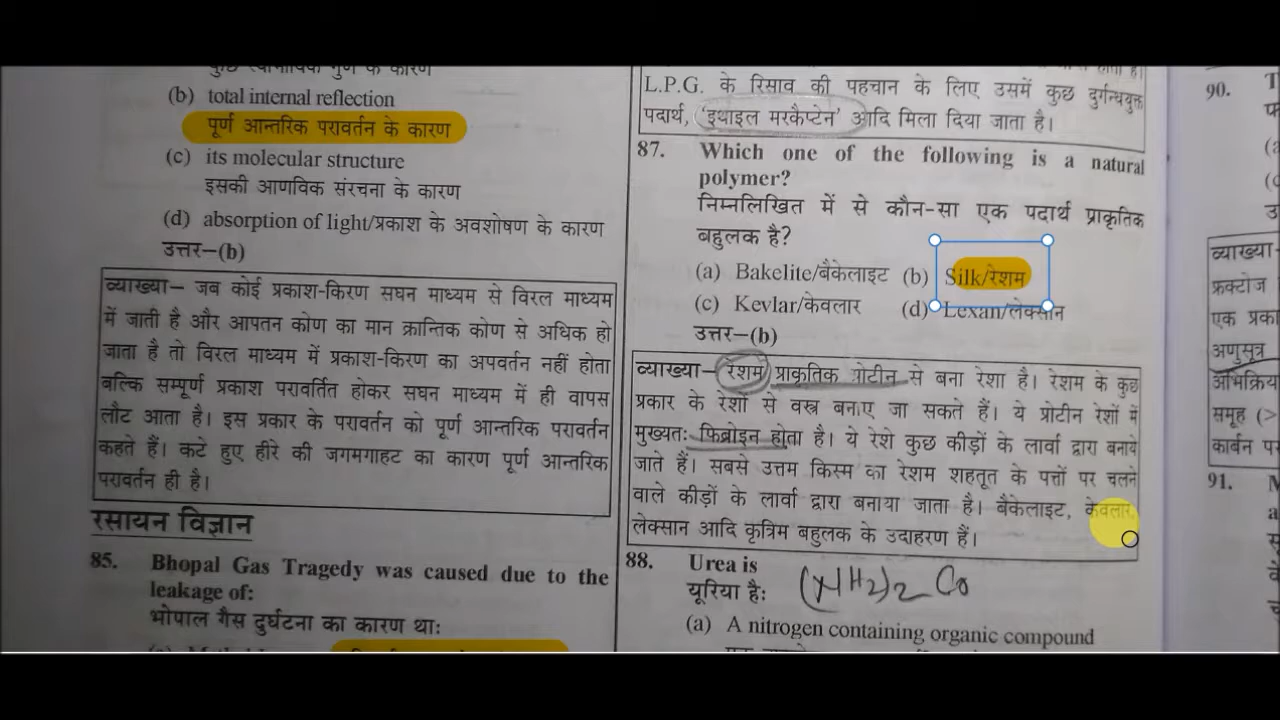 (b) total internal reflection
पूर्ण आन्तरिक परावर्तन के कारण
(c) its molecular structure
इसकी आणविक संरचना के कारण
(d) absorption of light/प्रकाश के अवशोषण के कारण
उत्तर–(b)
व्याख्या– जब कोई प्रकाश-किरण सघन माध्यम से विरल माध्यम
में जाती है और आपतन कोण का मान क्रान्तिक कोण से अधिक हो
जाता है तो विरल माध्यम में प्रकाश-किरण का अपवर्तन नहीं होता
बल्कि सम्पूर्ण प्रकाश परावर्तित होकर सघन माध्यम में ही वापस
लौट आता है। इस प्रकार के परावर्तन को पूर्ण आन्तरिक परावर्तन
कहते हैं। कटे हुए हीरे की जगमगाहट का कारण पूर्ण आन्तरिक
परावर्तन ही है।
रसायन विज्ञान
85. Bhopal Gas Tragedy was caused due to the
leakage of:
भोपाल गैस दुर्घटना का कारण थाः
L.P.G. के रिसाव की पहचान के लिए उसमें कुछ दुर्गन्धयुक्त
पदार्थ, 'इथाइल मरकैप्टेन' आदि मिला दिया जाता है।
87. Which one of the following is a natural
polymer?
निम्नलिखित में से कौन-सा एक पदार्थ प्राकृतिक
बहुलक है?
(a) Bakelite/बैकेलाइट (b) Silk/रेशम
(c) Kevlar/केवलार (d) Lexan/लेक्सान
उत्तर–(b)
व्याख्या– रेशम प्राकृतिक प्रोटीन से बना रेशा है। रेशम के कुछ
प्रकार के रेशों से वस्त्र बनाए जा सकते हैं। ये प्रोटीन रेशों में
मुख्यतः फिब्रोइन होता है। ये रेशे कुछ कीड़ों के लार्वा द्वारा बनाये
जाते हैं। सबसे उत्तम किस्म का रेशम शहतूत के पत्तों पर चलने
वाले कीड़ों के लार्वा द्वारा बनाया जाता है। बैकेलाइट, केवलार,
लेक्सान आदि कृत्रिम बहुलक के उदाहरण हैं।
88. Urea is
यूरिया है: (NH2)2 Co
(a) A nitrogen containing organic compound
90.
व्याख्या-
फ्रक्टोज
एक प्रका
अणुसूत्र
अभिक्रिया
समूह (>
कार्बन पर
91.